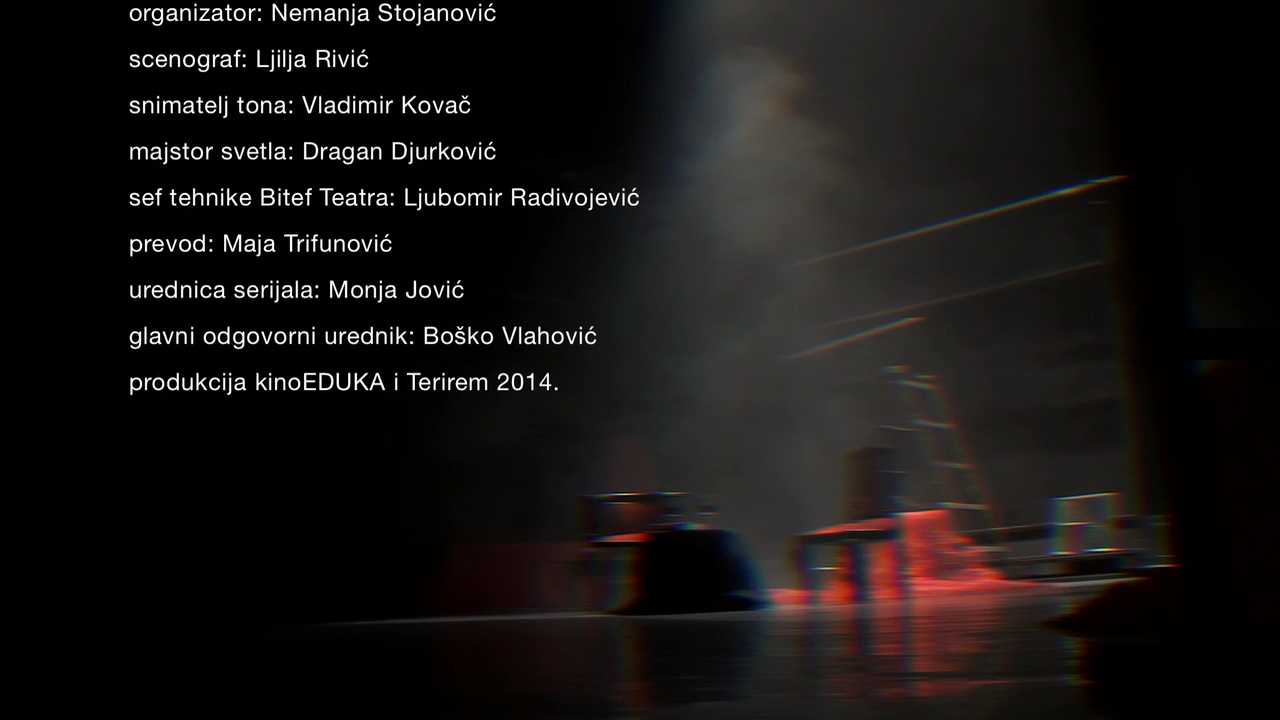 organizator: Nemanja Stojanović
scenograf: Ljilja Rivić
snimatelj tona: Vladimir Kovač
majstor svetla: Dragan Djurković
sef tehnike Bitef Teatra: Ljubomir Radivojević
prevod: Maja Trifunović
urednica serijala: Monja Jović
glavni odgovorni urednik: Boško Vlahović
produkcija kinoEDUKA i Terirem 2014.